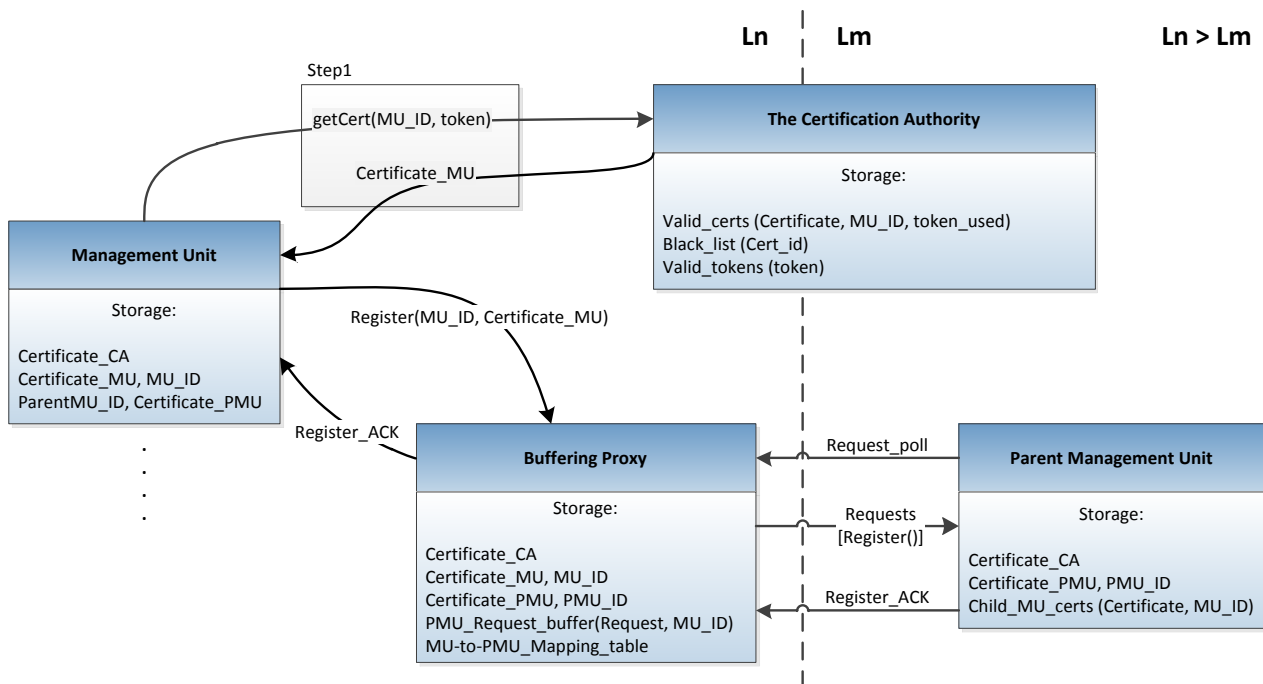 Ln
Lm
Ln > Lm
Step1
getCert(MU_ID, token)
Certificate_MU
The Certification Authority
Storage:
Valid_certs (Certificate, MU_ID, token_used)
Black_list (Cert_id)
Valid_tokens (token)
Management Unit
Storage:
Certificate_CA
Certificate_MU, MU_ID
ParentMU_ID, Certificate_PMU
Register(MU_ID, Certificate_MU)
Register_ACK
Buffering Proxy
Storage:
Certificate_CA
Certificate_MU, MU_ID
Certificate_PMU, PMU_ID
PMU_Request_buffer(Request, MU_ID)
MU-to-PMU_Mapping_table
Request_poll
Requests
[Register()]
Register_ACK
Parent Management Unit
Storage:
Certificate_CA
Certificate_PMU, PMU_ID
Child_MU_certs (Certificate, MU_ID)